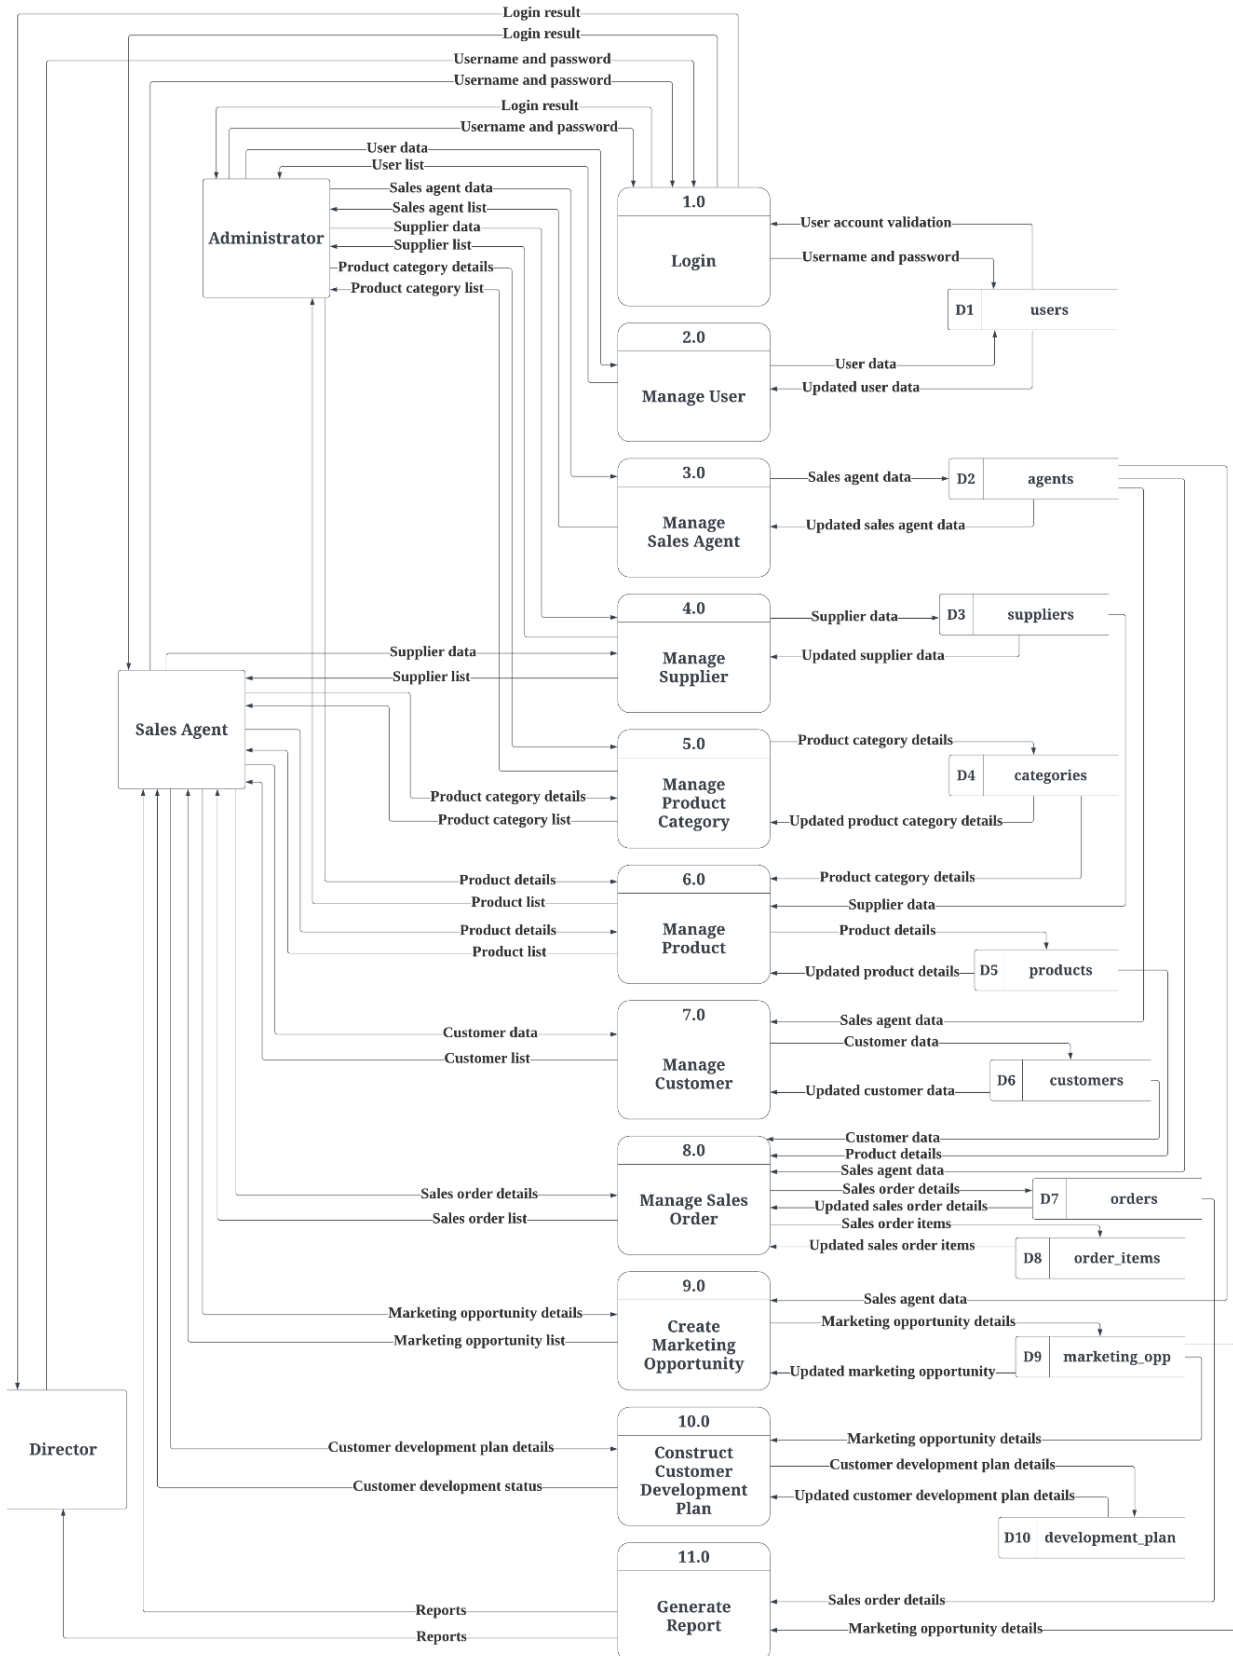 Login result
Login result
Username and password
Username and password
Login result
Username and password
User data
User list
Sales agent data
Sales agent list
Supplier data
Supplier list
Product category details
Product category list
Administrator
1.0
Login
User account validation
Username and password
D1 users
2.0
Manage User
User data
Updated user data
3.0
Manage
Sales Agent
Sales agent data
D2 agents
Updated sales agent data
4.0
Manage
Supplier
Supplier data
D3 suppliers
Updated supplier data
Supplier data
Supplier list
Sales Agent
5.0
Manage
Product
Category
Product category details
D4 categories
Updated product category details
Product category details
Product category list
6.0
Manage
Product
Product details
Product list
Product details
Product list
Product category details
Supplier data
Product details
Updated product details
D5 products
7.0
Manage
Customer
Customer data
Customer list
Sales agent data
Customer data
Updated customer data
D6 customers
8.0
Manage Sales
Order
Sales order details
Sales order list
Customer data
Product details
Sales agent data
Sales order details
Updated sales order details
Sales order items
Updated sales order items
D7 orders
D8 order_items
9.0
Create
Marketing
Opportunity
Marketing opportunity details
Marketing opportunity list
Sales agent data
Marketing opportunity details
Updated marketing opportunity
D9 marketing_opp
Director
10.0
Construct
Customer
Development
Plan
Customer development plan details
Customer development status
Marketing opportunity details
Customer development plan details
Updated customer development plan details
D10 development_plan
11.0
Generate
Report
Reports
Reports
Sales order details
Marketing opportunity details